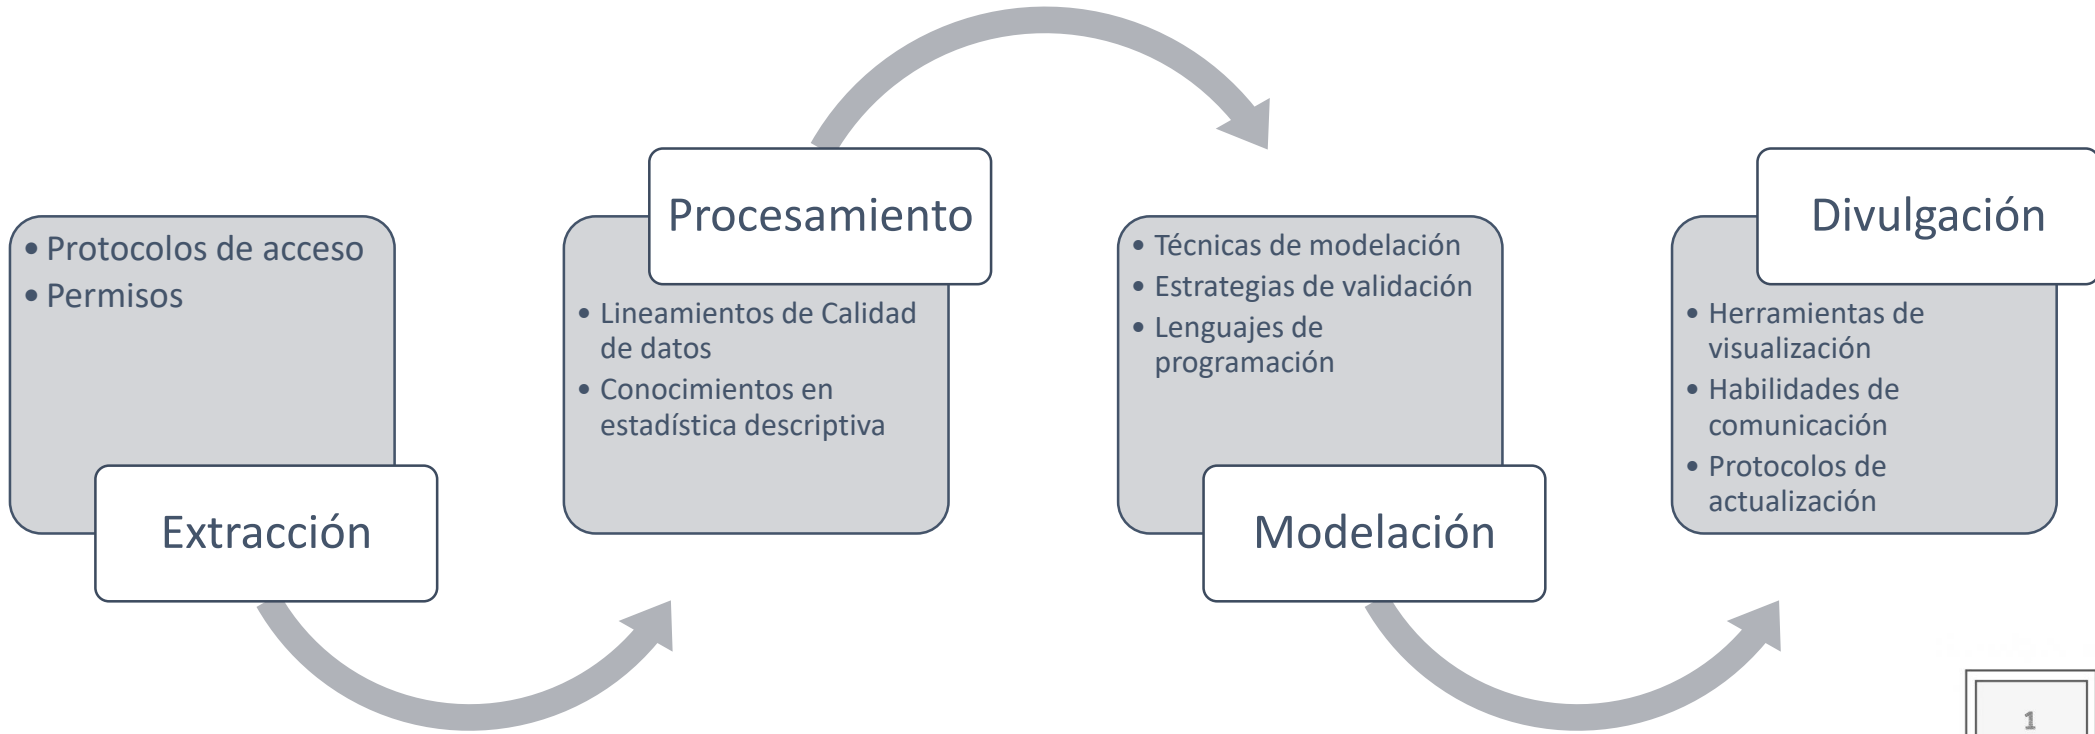 • Protocolos de acceso
• Permisos
Extracción
Procesamiento
• Lineamientos de Calidad
de datos
• Conocimientos en
estadística descriptiva
• Técnicas de modelación
• Estrategias de validación
• Lenguajes de
programación
Modelación
Divulgación
• Herramientas de
visualización
• Habilidades de
comunicación
• Protocolos de
actualización
1